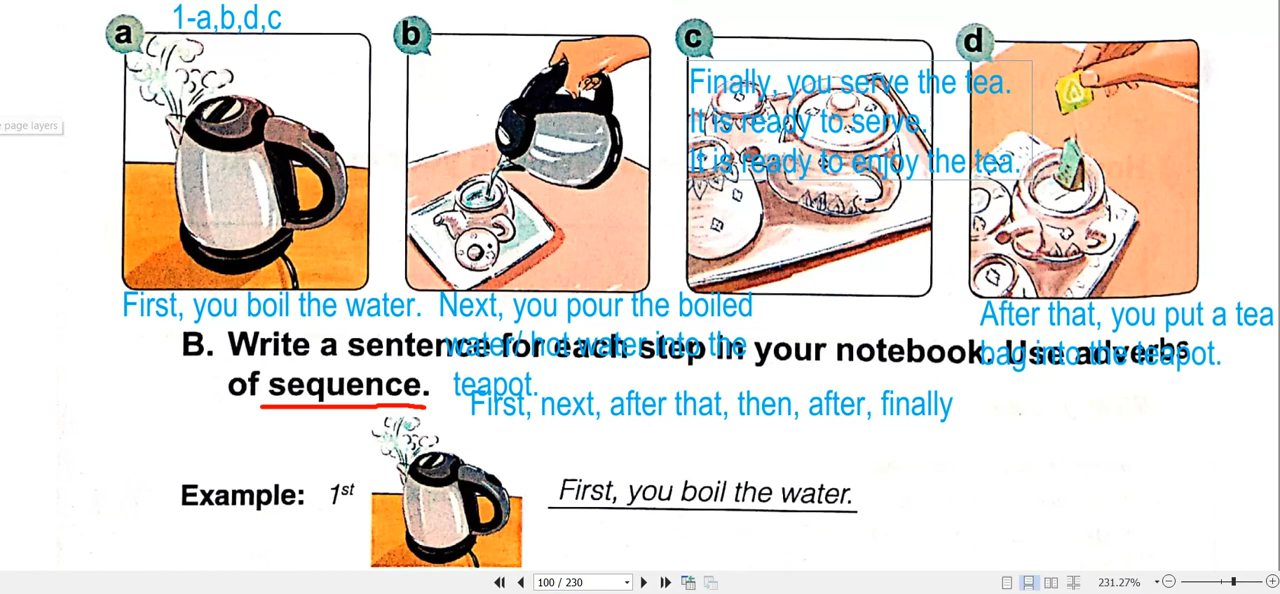 1-a,b,d,c
a
b
c
d
Finally, you serve the tea.
It is ready to serve.
It is ready to enjoy the tea.
e page layers
First, you boil the water.
Next, you pour the boiled
water/ hot water into the
teapot.
After that, you put a tea
bag into the teapot.
B. Write a sentence for each step in your notebook. Use adverbs
of sequence.
First, next, after that, then, after, finally
Example: 1st
First, you boil the water.
100 / 230
231.27%